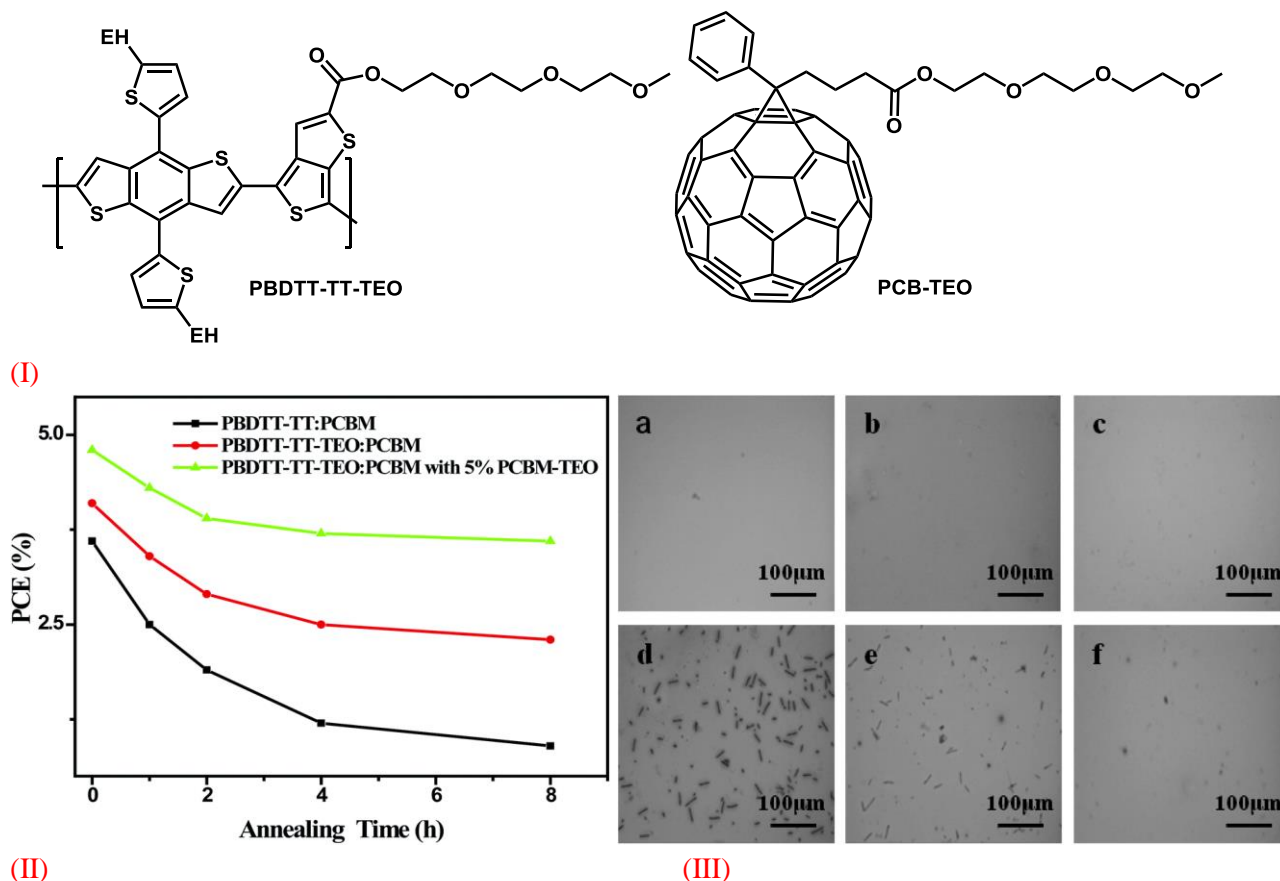 EH
S
O
O
O
O
O
S
S
S
S
S
EH
PBDTT-TT-TEO
O
O
O
O
O
PCB-TEO
(I)
5.0
2.5
PCE (%)
PBDTT-TT:PCBM
PBDTT-TT-TEO:PCBM
PBDTT-TT-TEO:PCBM with 5% PCBM-TEO
0
2
4
6
8
Annealing Time (h)
(II)
a
100μm
b
100μm
c
100μm
d
100μm
e
100μm
f
100μm
(III)